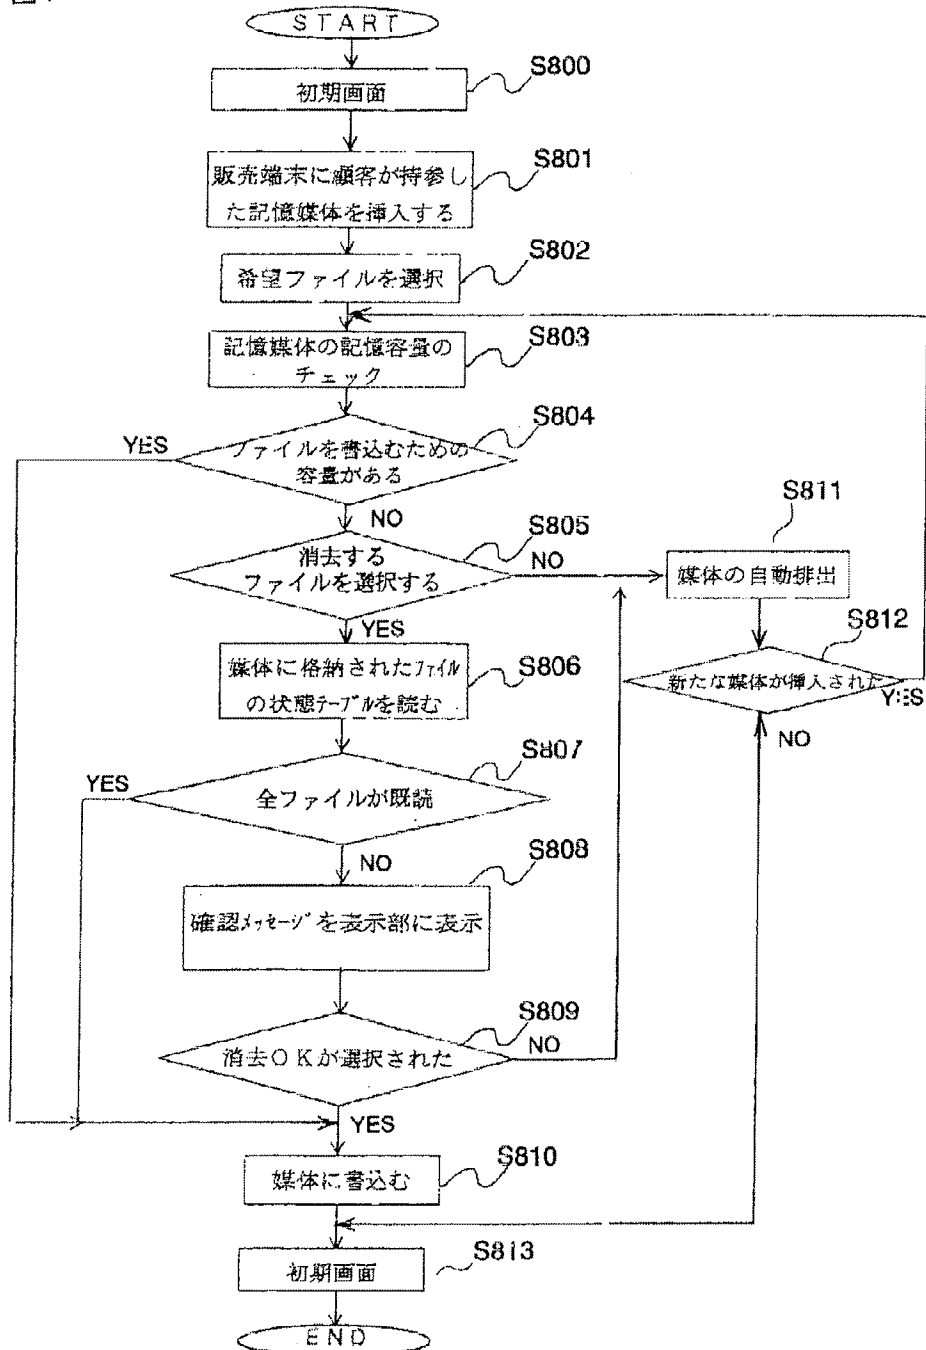 START
S800
初期画面
S801
販売端末に顧客が持参し
た記憶媒体を挿入する
S802
希望ファイルを選択
S803
記憶媒体の記憶容量の
チェック
S804
YES
ファイルを書込むための
容量がある
NO
S805
消去する
ファイルを選択する
NO
YES
S811
媒体の自動排出
S812
新たな媒体が挿入された
YES
NO
S806
媒体に格納されたファイル
の状態テーブルを読む
S807
YES
全ファイルが既読
NO
S808
確認メッセージを表示部に表示
S809
消去OKが選択された
NO
YES
S810
媒体に書込む
S813
初期画面
END